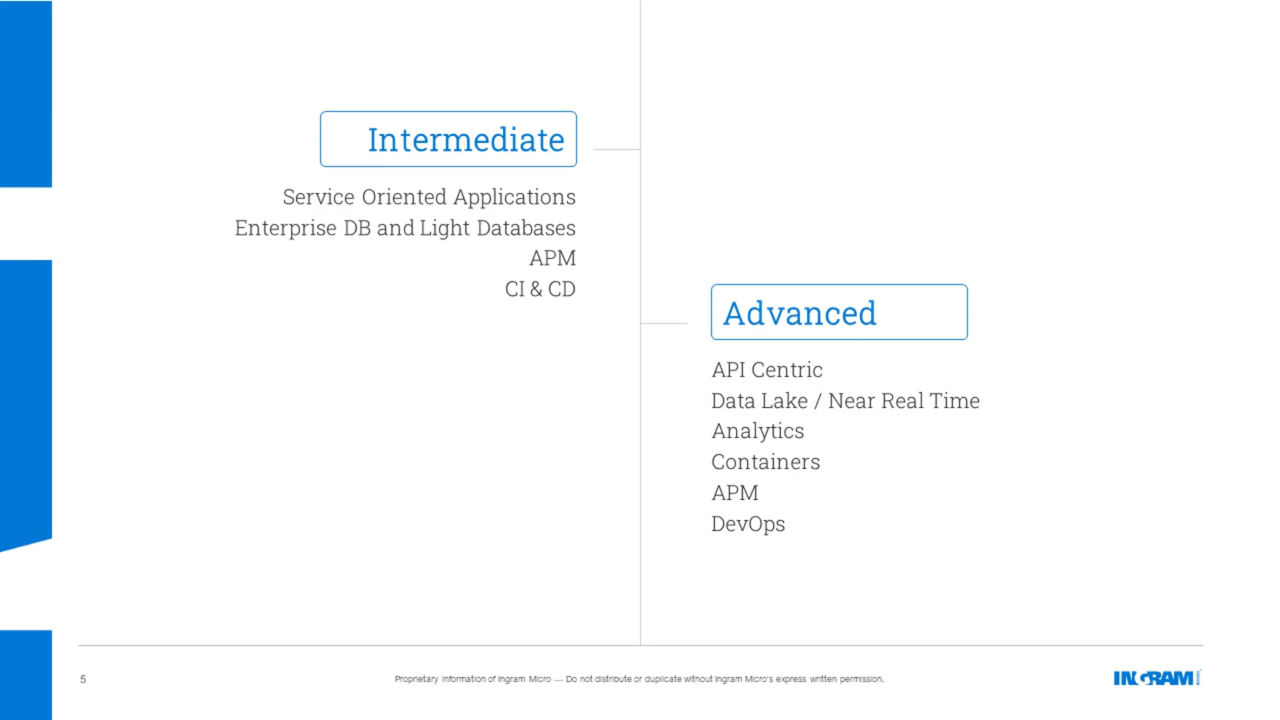 Intermediate
Service Oriented Applications
Enterprise DB and Light Databases
APM
CI & CD
Advanced
API Centric
Data Lake / Near Real Time
Analytics
Containers
APM
DevOps
5
Proprietary information of Ingram Micro — Do not distribute or duplicate without Ingram Micro's express written permission.
INGRAM